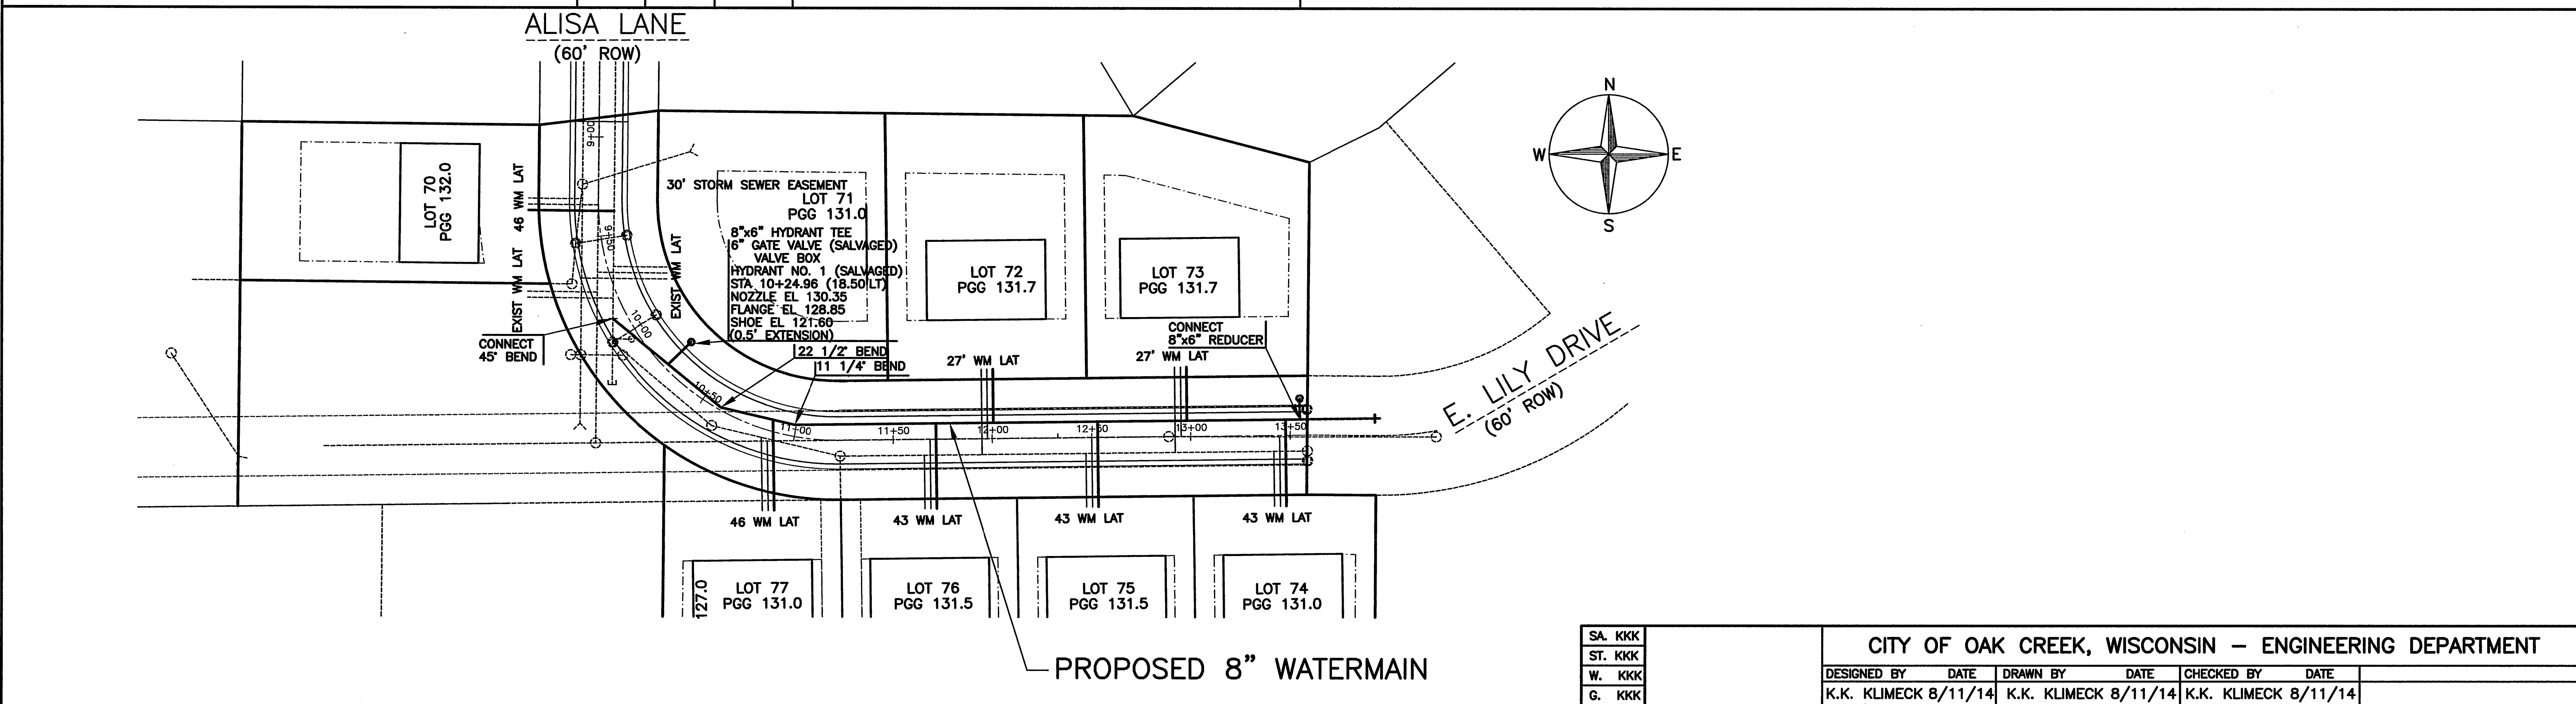 ALISA LANE
(60' ROW)
N
W
E
S
9+00
LOT 70
PGG 132.0
46 WM LAT
EXIST WM LAT
9+50
EXIST WM LAT
30' STORM SEWER EASEMENT
LOT 71
PGG 131.0
8"x6" HYDRANT TEE
6" GATE VALVE (SALVAGED)
VALVE BOX
HYDRANT NO. 1 (SALVAGED)
STA 10+24.96 (18.50 LT)
NOZZLE EL 130.35
FLANGE EL 128.85
SHOE EL 121.60
(0.5' EXTENSION)
22 1/2° BEND
11 1/4° BEND
LOT 72
PGG 131.7
LOT 73
PGG 131.7
CONNECT
8"x6" REDUCER
27' WM LAT
27' WM LAT
CONNECT
45° BEND
10+00
10+50
11+00
11+50
12+00
12+50
13+00
13+50
E. LILY DRIVE
(60' ROW)
46 WM LAT
43 WM LAT
43 WM LAT
43 WM LAT
127.0
LOT 77
PGG 131.0
LOT 76
PGG 131.5
LOT 75
PGG 131.5
LOT 74
PGG 131.0
PROPOSED 8" WATERMAIN
SA. KKK
ST. KKK
W. KKK
G. KKK
CITY OF OAK CREEK, WISCONSIN – ENGINEERING DEPARTMENT
DESIGNED BY DATE DRAWN BY DATE CHECKED BY DATE
K.K. KLIMECK 8/11/14 K.K. KLIMECK 8/11/14 K.K. KLIMECK 8/11/14